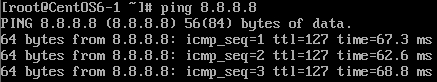 [root@CentOS6-1 ~]# ping 8.8.8.8
PING 8.8.8.8 (8.8.8.8) 56(84) bytes of data.
64 bytes from 8.8.8.8: icmp_seq=1 ttl=127 time=67.3 ms
64 bytes from 8.8.8.8: icmp_seq=2 ttl=127 time=62.6 ms
64 bytes from 8.8.8.8: icmp_seq=3 ttl=127 time=68.8 ms